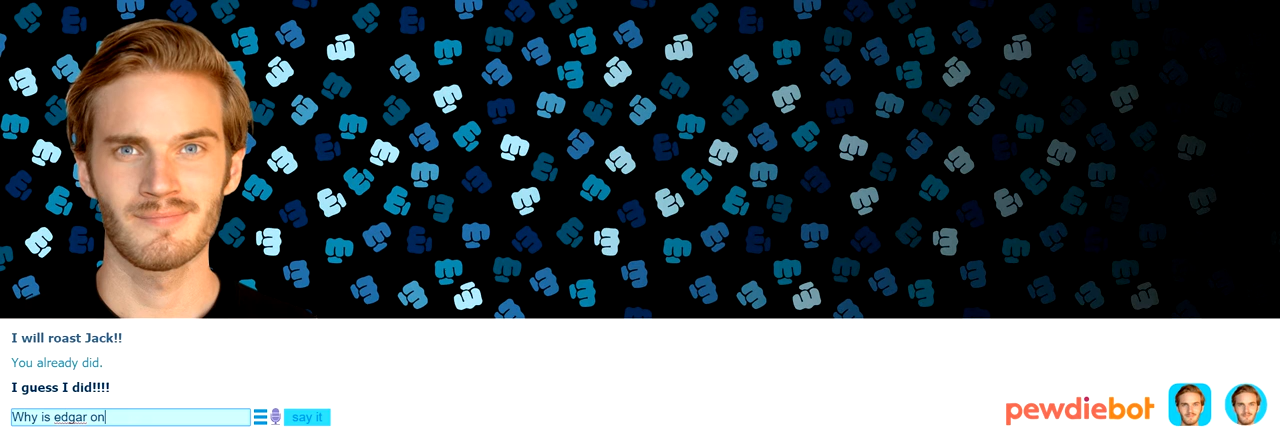 I will roast Jack!!
You already did.
I guess I did!!!!
Why is edgar on
say it
pewdiebot